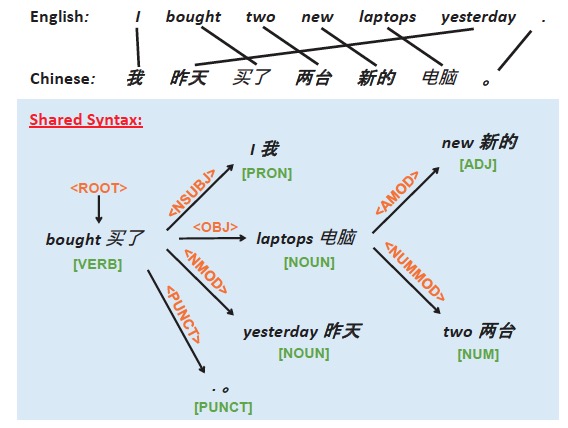 English: I bought two new laptops yesterday .
Chinese: 我 昨天 买了 两台 新的 电脑 。
Shared Syntax:
new 新的
[ADJ]
I 我
[PRON]
<ROOT>
<NSUBJ>
<AMOD>
<OBJ>
bought 买了
[VERB]
laptops 电脑
[NOUN]
<NMOD>
<NUMMOD>
<PUNCT>
yesterday 昨天
[NOUN]
two 两台
[NUM]
. 。
[PUNCT]